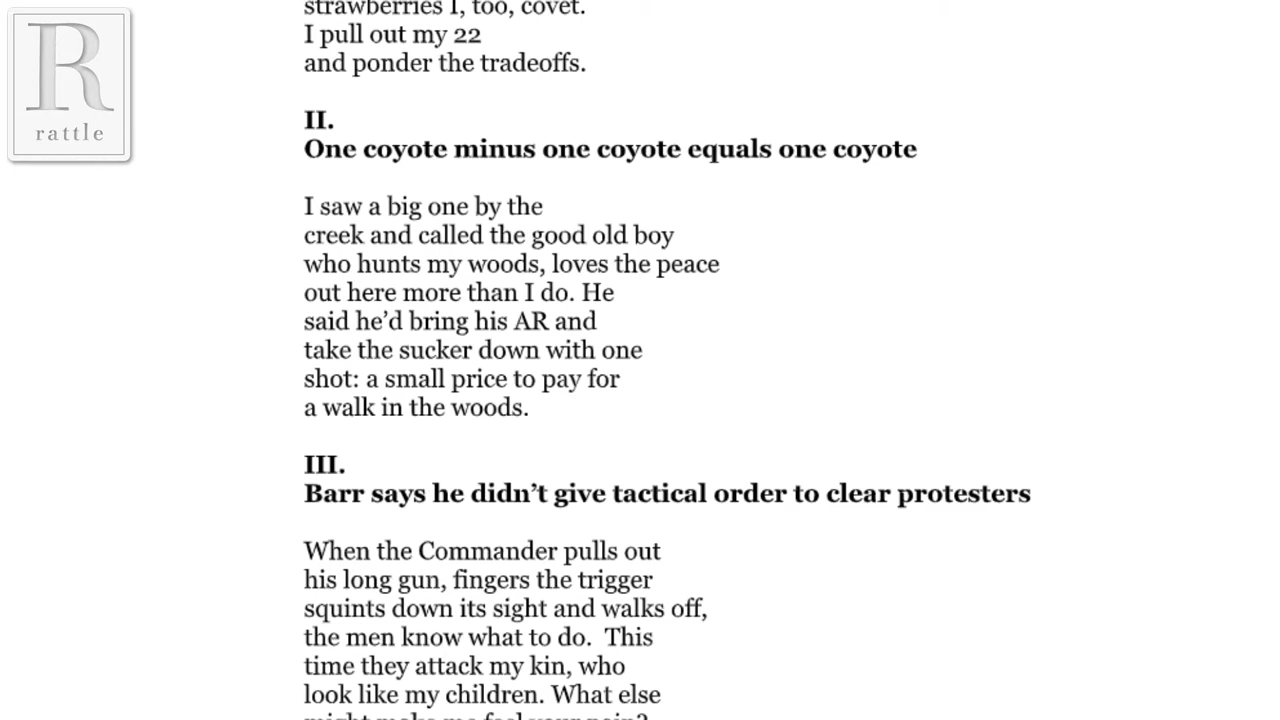 R
rattle
strawberries I, too, covet.
I pull out my 22
and ponder the tradeoffs.
II.
One coyote minus one coyote equals one coyote
I saw a big one by the
creek and called the good old boy
who hunts my woods, loves the peace
out here more than I do. He
said he’d bring his AR and
take the sucker down with one
shot: a small price to pay for
a walk in the woods.
III.
Barr says he didn’t give tactical order to clear protesters
When the Commander pulls out
his long gun, fingers the trigger
squints down its sight and walks off,
the men know what to do.  This
time they attack my kin, who
look like my children. What else
might make me feel your pain?